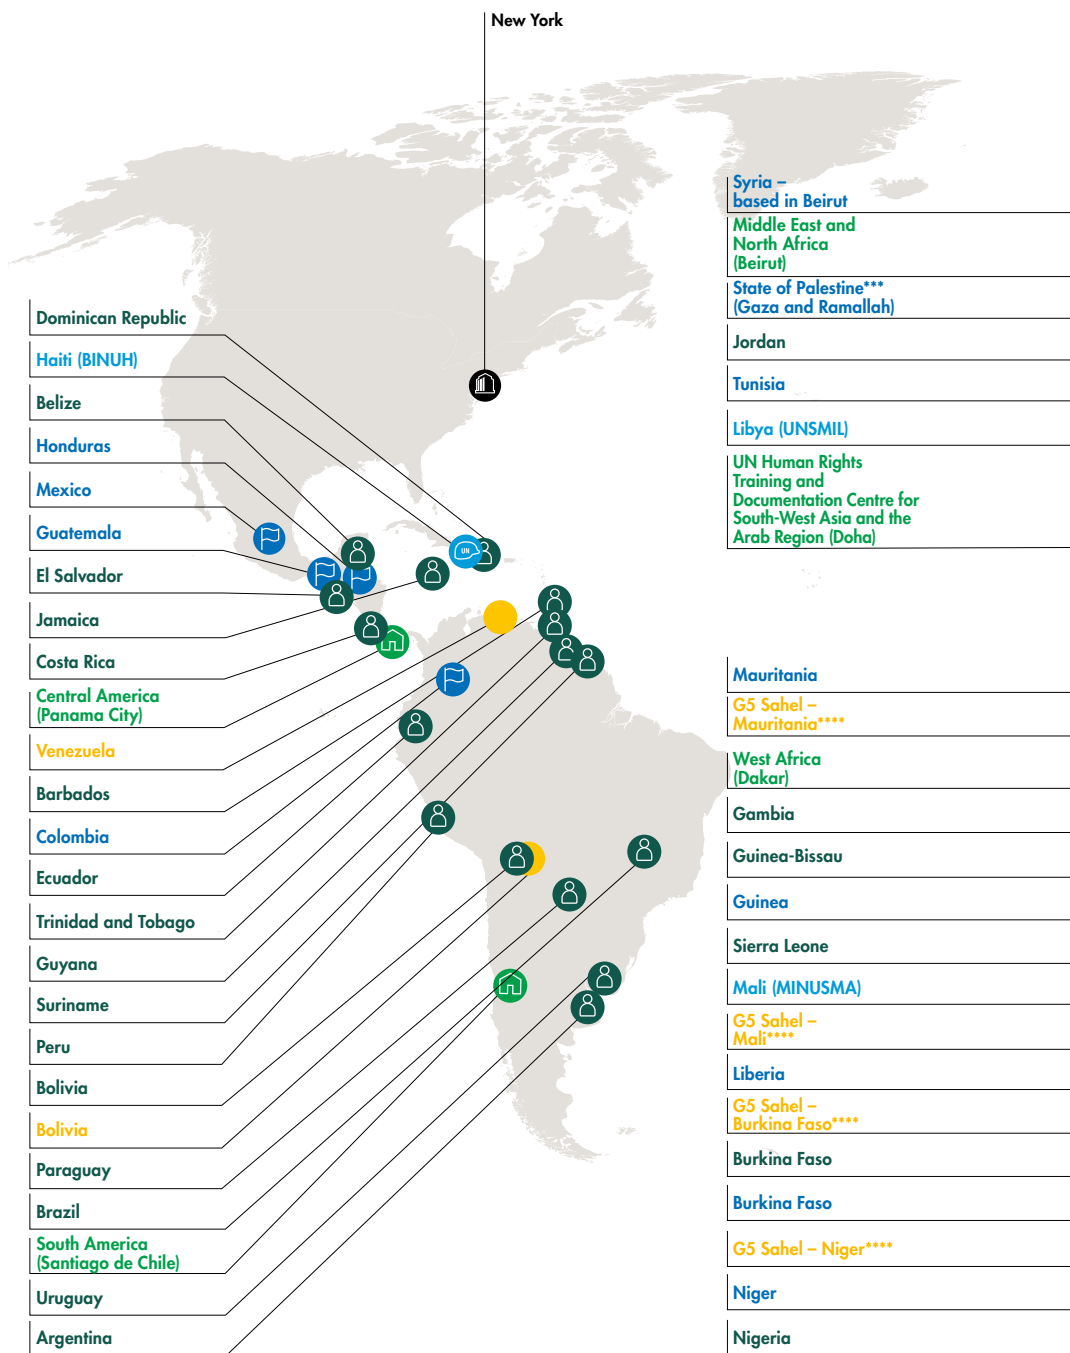 New York
Dominican Republic
Haiti (BINUH)
Belize
Honduras
Mexico
Guatemala
El Salvador
Jamaica
Costa Rica
Central America
(Panama City)
Venezuela
Barbados
Colombia
Ecuador
Trinidad and Tobago
Guyana
Suriname
Peru
Bolivia
Bolivia
Paraguay
Brazil
South America
(Santiago de Chile)
Uruguay
Argentina
UN
Syria –
based in Beirut
Middle East and
North Africa
(Beirut)
State of Palestine***
(Gaza and Ramallah)
Jordan
Tunisia
Libya (UNSMIL)
UN Human Rights
Training and
Documentation Centre for
South-West Asia and the
Arab Region (Doha)
Mauritania
G5 Sahel –
Mauritania****
West Africa
(Dakar)
Gambia
Guinea-Bissau
Guinea
Sierra Leone
Mali (MINUSMA)
G5 Sahel –
Mali****
Liberia
G5 Sahel –
Burkina Faso****
Burkina Faso
Burkina Faso
G5 Sahel – Niger****
Niger
Nigeria